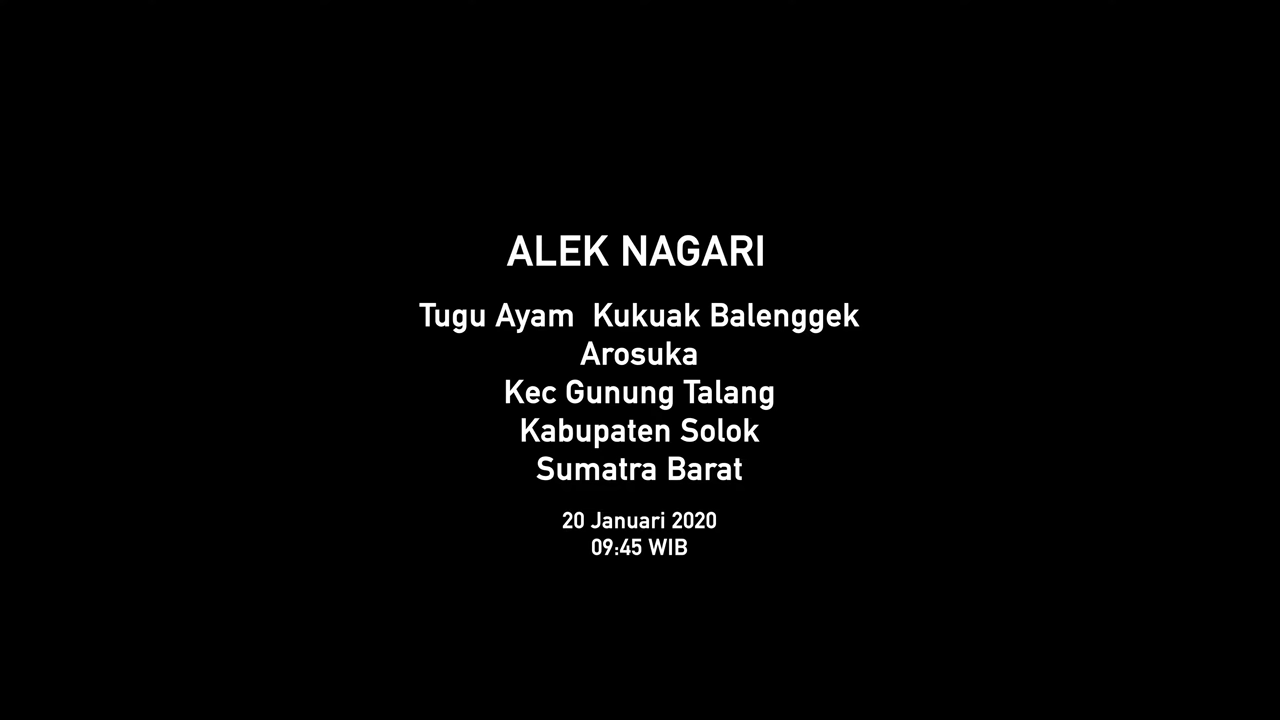 ALEK NAGARI
Tugu Ayam  Kukuak Balenggek
Arosuka
Kec Gunung Talang
Kabupaten Solok
Sumatra Barat
20 Januari 2020
09:45 WIB